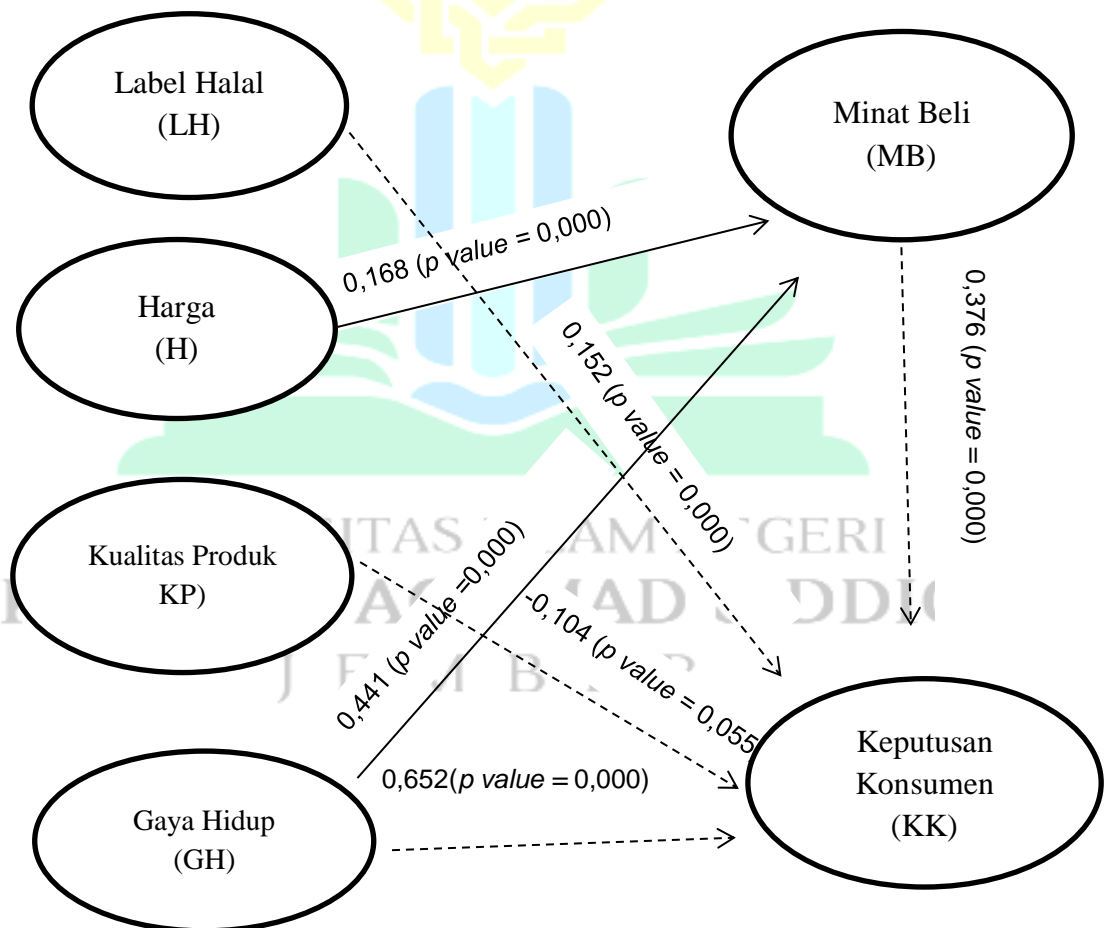 Label Halal
(LH)
Minat Beli
(MB)
0,168 (p value = 0,000)
Harga
(H)
0,376 (p value = 0,000)
0,152 (p value = 0,000)
Kualitas Produk
KP)
0,441 (p value =0,000)
-0,104 (p value = 0,055
GERI
J
Keputusan
Konsumen
(KK)
0,652(p value = 0,000)
Gaya Hidup
(GH)